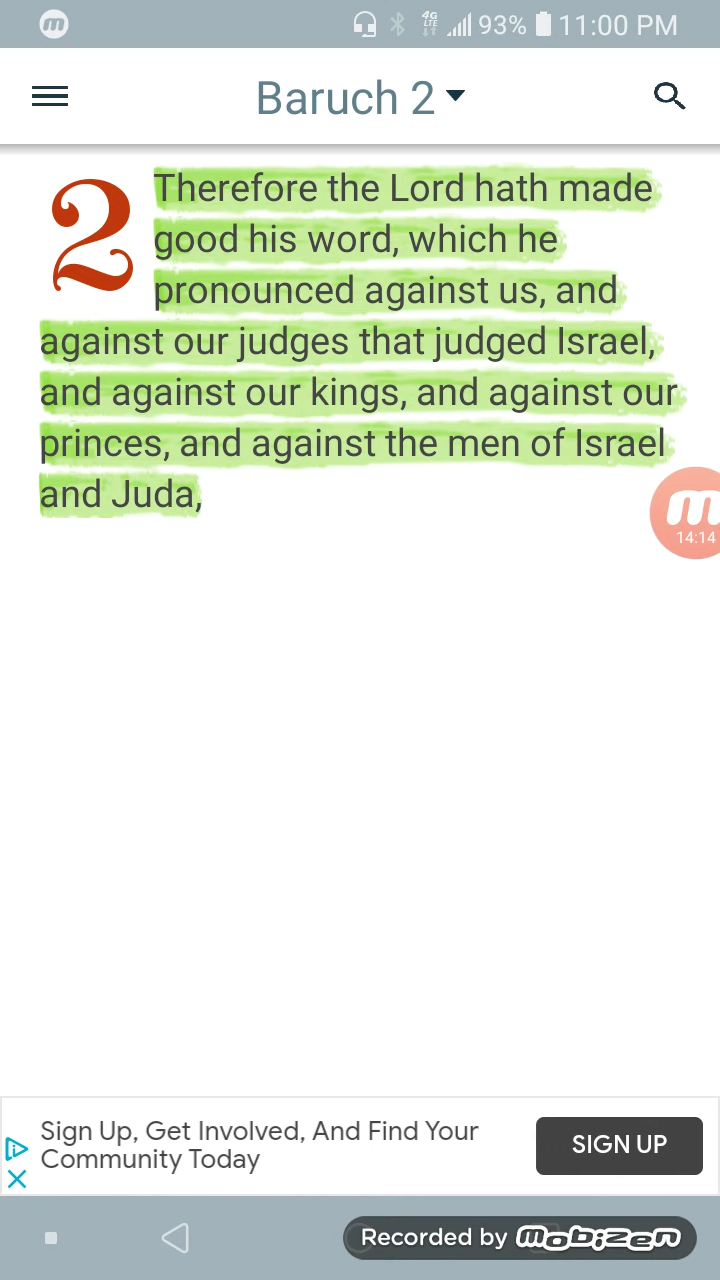 m
4G
LTE
93%
11:00 PM
Baruch 2
2
Therefore the Lord hath made
good his word, which he
pronounced against us, and
against our judges that judged Israel,
and against our kings, and against our
princes, and against the men of Israel
and Juda,
m
14:14
Sign Up, Get Involved, And Find Your
Community Today
SIGN UP
Recorded by mobizen